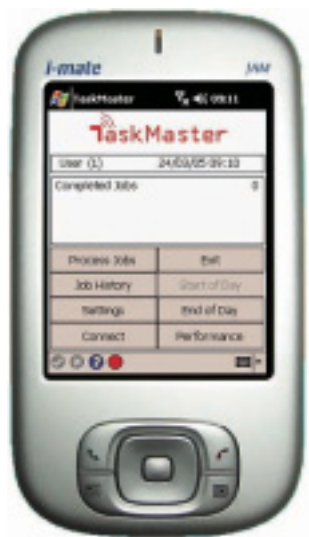 i-mate JAM
TaskMaster 09:11
TaskMaster
User (1) 24/03/05 09:10
Completed Jobs 0
Process Jobs Exit
Job History Start of Day
Settings End of Day
Connect Performance